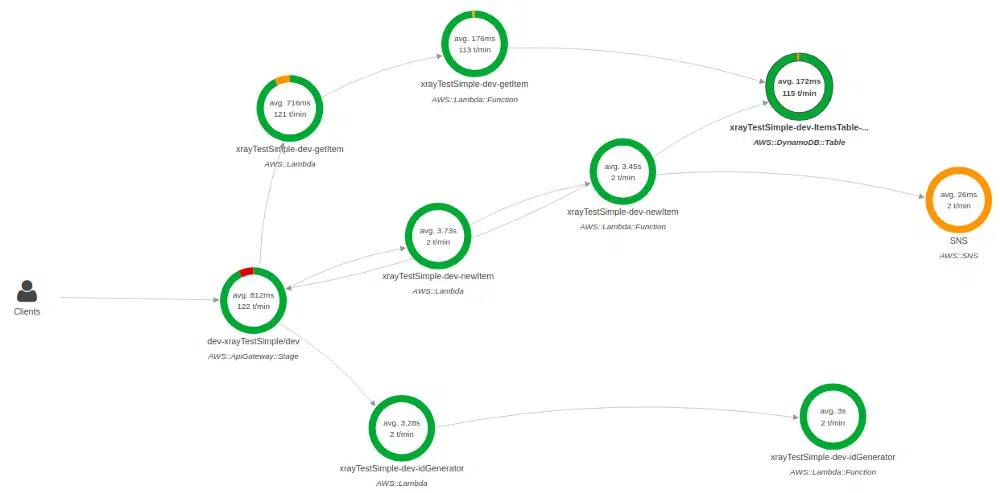 avg. 176ms
113 t/min
xrayTestSimple-dev-getItem
AWS::Lambda::Function
avg. 172ms
115 t/min
xrayTestSimple-dev-ItemsTable-...
AWS::DynamoDB::Table
avg. 716ms
121 t/min
xrayTestSimple-dev-getItem
AWS::Lambda
avg. 3.45s
2 t/min
xrayTestSimple-dev-newItem
AWS::Lambda::Function
avg. 26ms
2 t/min
SNS
AWS::SNS
avg. 3.73s
2 t/min
xrayTestSimple-dev-newItem
AWS::Lambda
Clients
avg. 812ms
122 t/min
dev-xrayTestSimple/dev
AWS::ApiGateway::Stage
avg. 3.28s
2 t/min
xrayTestSimple-dev-idGenerator
AWS::Lambda
avg. 3s
2 t/min
xrayTestSimple-dev-idGenerator
AWS::Lambda::Function